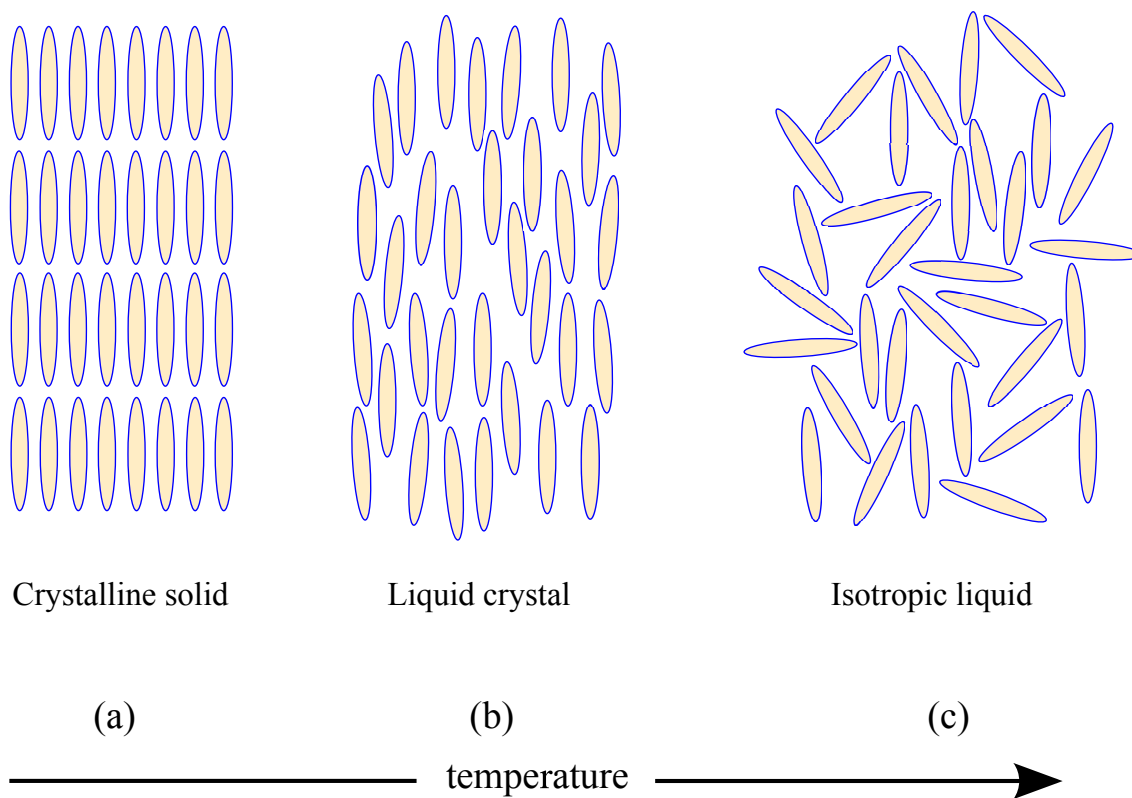 Crystalline solid
Liquid crystal
Isotropic liquid
(a)
(b)
(c)
temperature